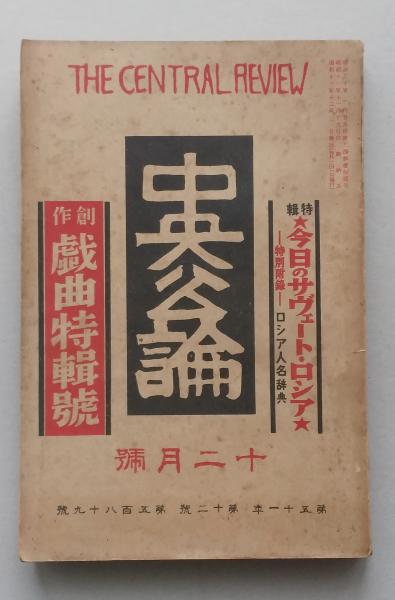 THE CENTRAL REVIEW
特輯
★今日のサヴェート・ロシア★
―特別附録―ロシア人名辞典
中央公論
創作
戯曲特輯號
十二月號
第五十一年 第十二號 第五百八十九號